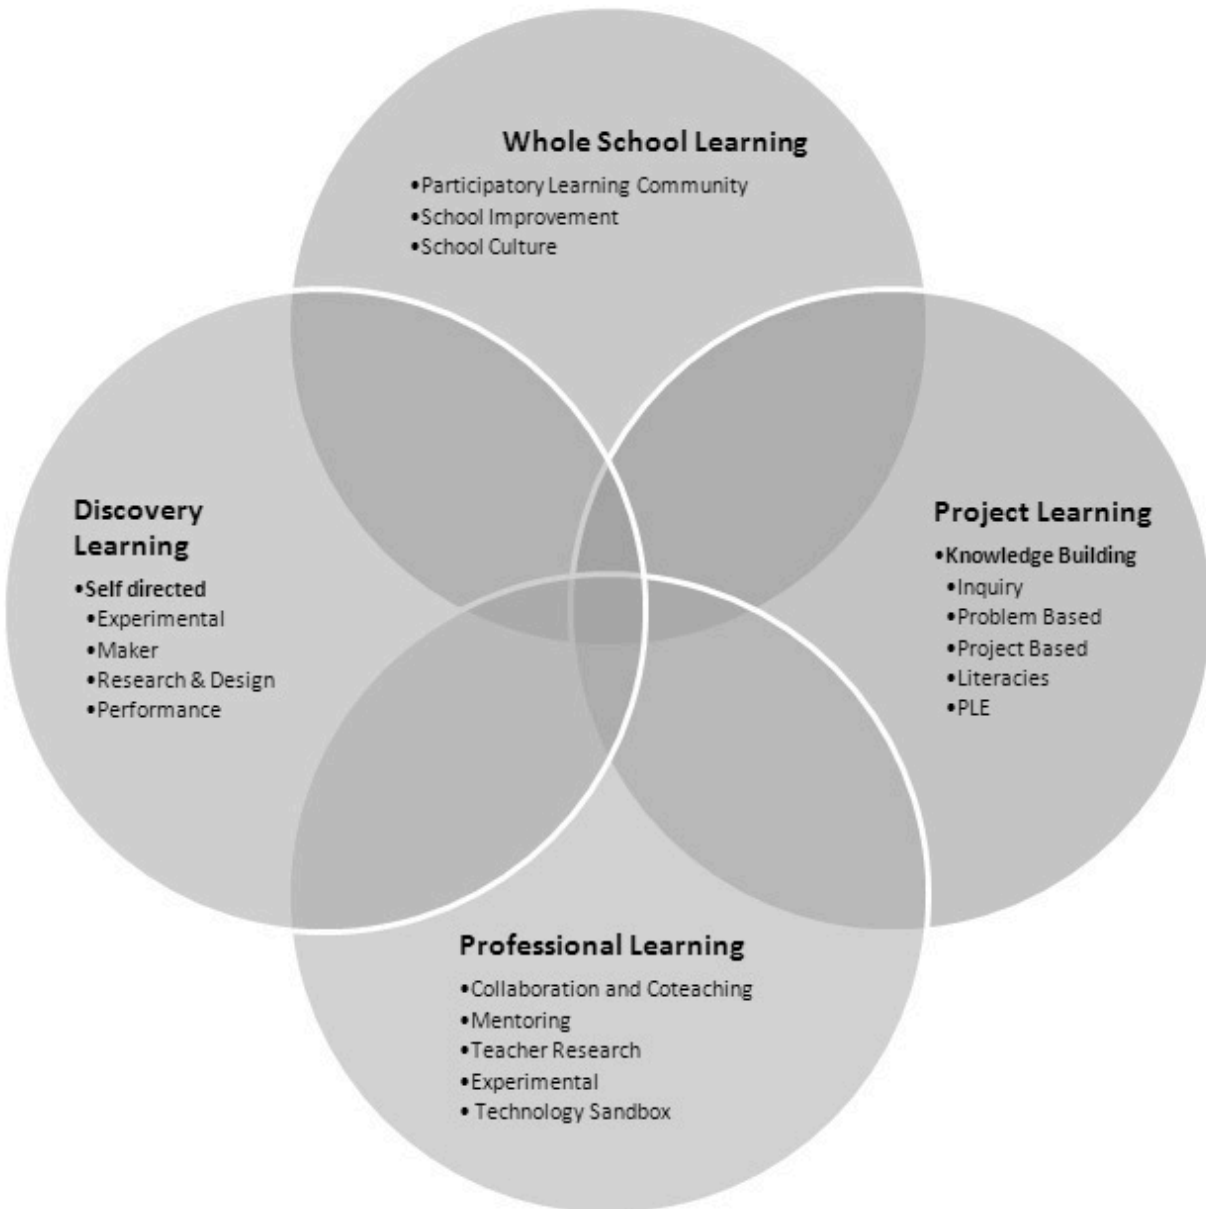 Whole School Learning
•Participatory Learning Community
•School Improvement
•School Culture
Discovery
Learning
•Self directed
•Experimental
•Maker
•Research & Design
•Performance
Project Learning
•Knowledge Building
•Inquiry
•Problem Based
•Project Based
•Literacies
•PLE
Professional Learning
•Collaboration and Coteaching
•Mentoring
•Teacher Research
•Experimental
• Technology Sandbox